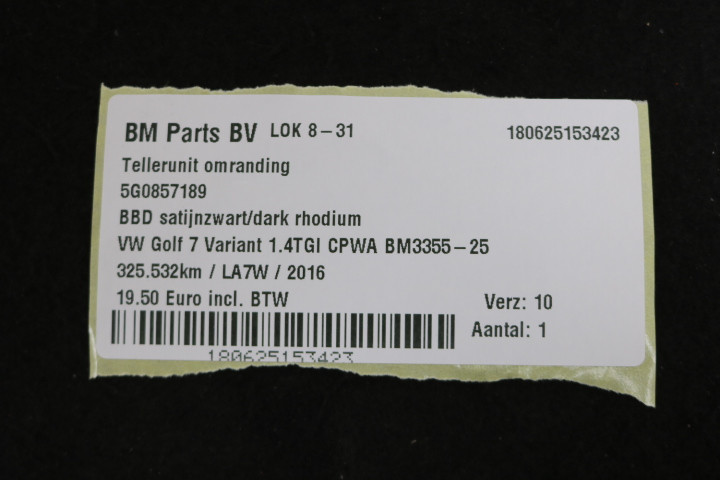 BM Parts BV LOK 8-31 180625153423
Tellerunit omranding
5G0857189
BBD satijnzwart/dark rhodium
VW Golf 7 Variant 1.4TGI CPWA BM3355-25
325.532km / LA7W / 2016
19.50 Euro incl. BTW Verz: 10
Aantal: 1
180625153423